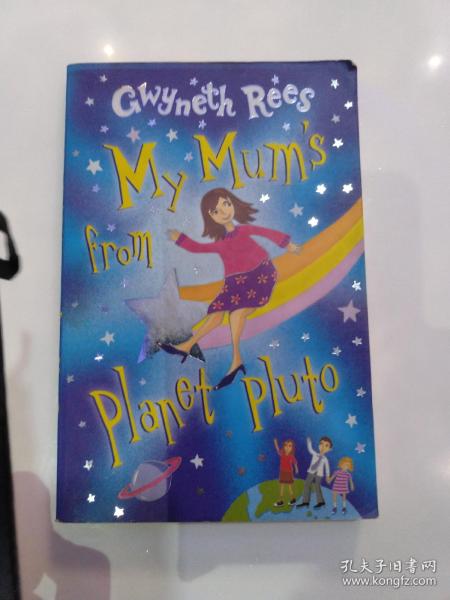 Gwyneth Rees
My Mum's
from
Planet Pluto
孔夫子旧书网
www.kongfz.com